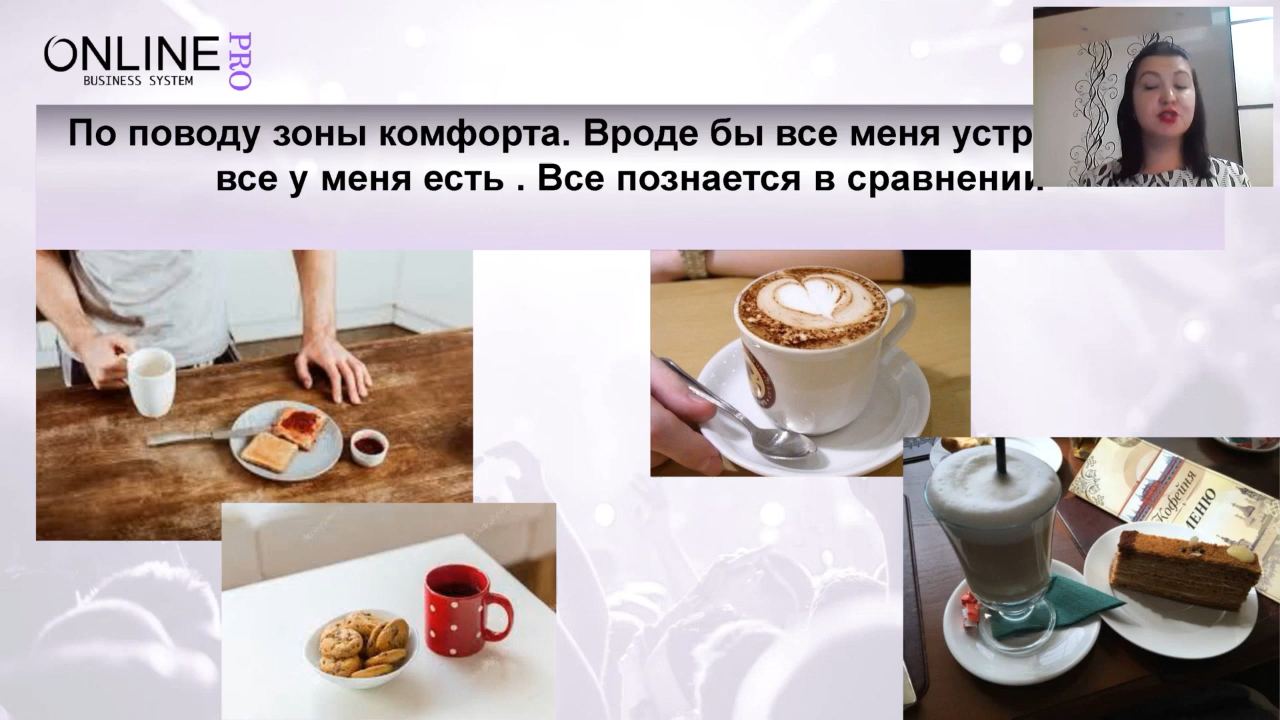 ONLINE PRO
BUSINESS SYSTEM
По поводу зоны комфорта. Вроде бы все меня
все у меня есть . Все познается в сравнении
Кофейня
МЕНЮ